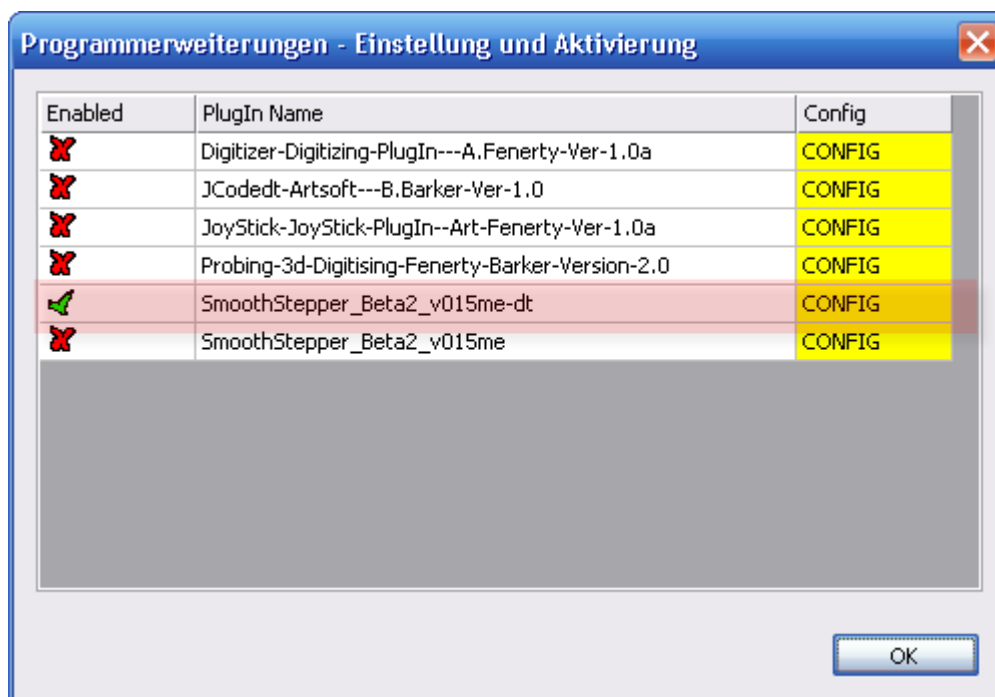 Programmerweiterungen - Einstellung und Aktivierung
Enabled PlugIn Name Config
Digitizer-Digitizing-PlugIn---A.Fenerty-Ver-1.0a CONFIG
JCodedt-Artsoft---B.Barker-Ver-1.0 CONFIG
JoyStick-JoyStick-PlugIn--Art-Fenerty-Ver-1.0a CONFIG
Probing-3d-Digitising-Fenerty-Barker-Version-2.0 CONFIG
SmoothStepper_Beta2_v015me-dt CONFIG
SmoothStepper_Beta2_v015me CONFIG
OK